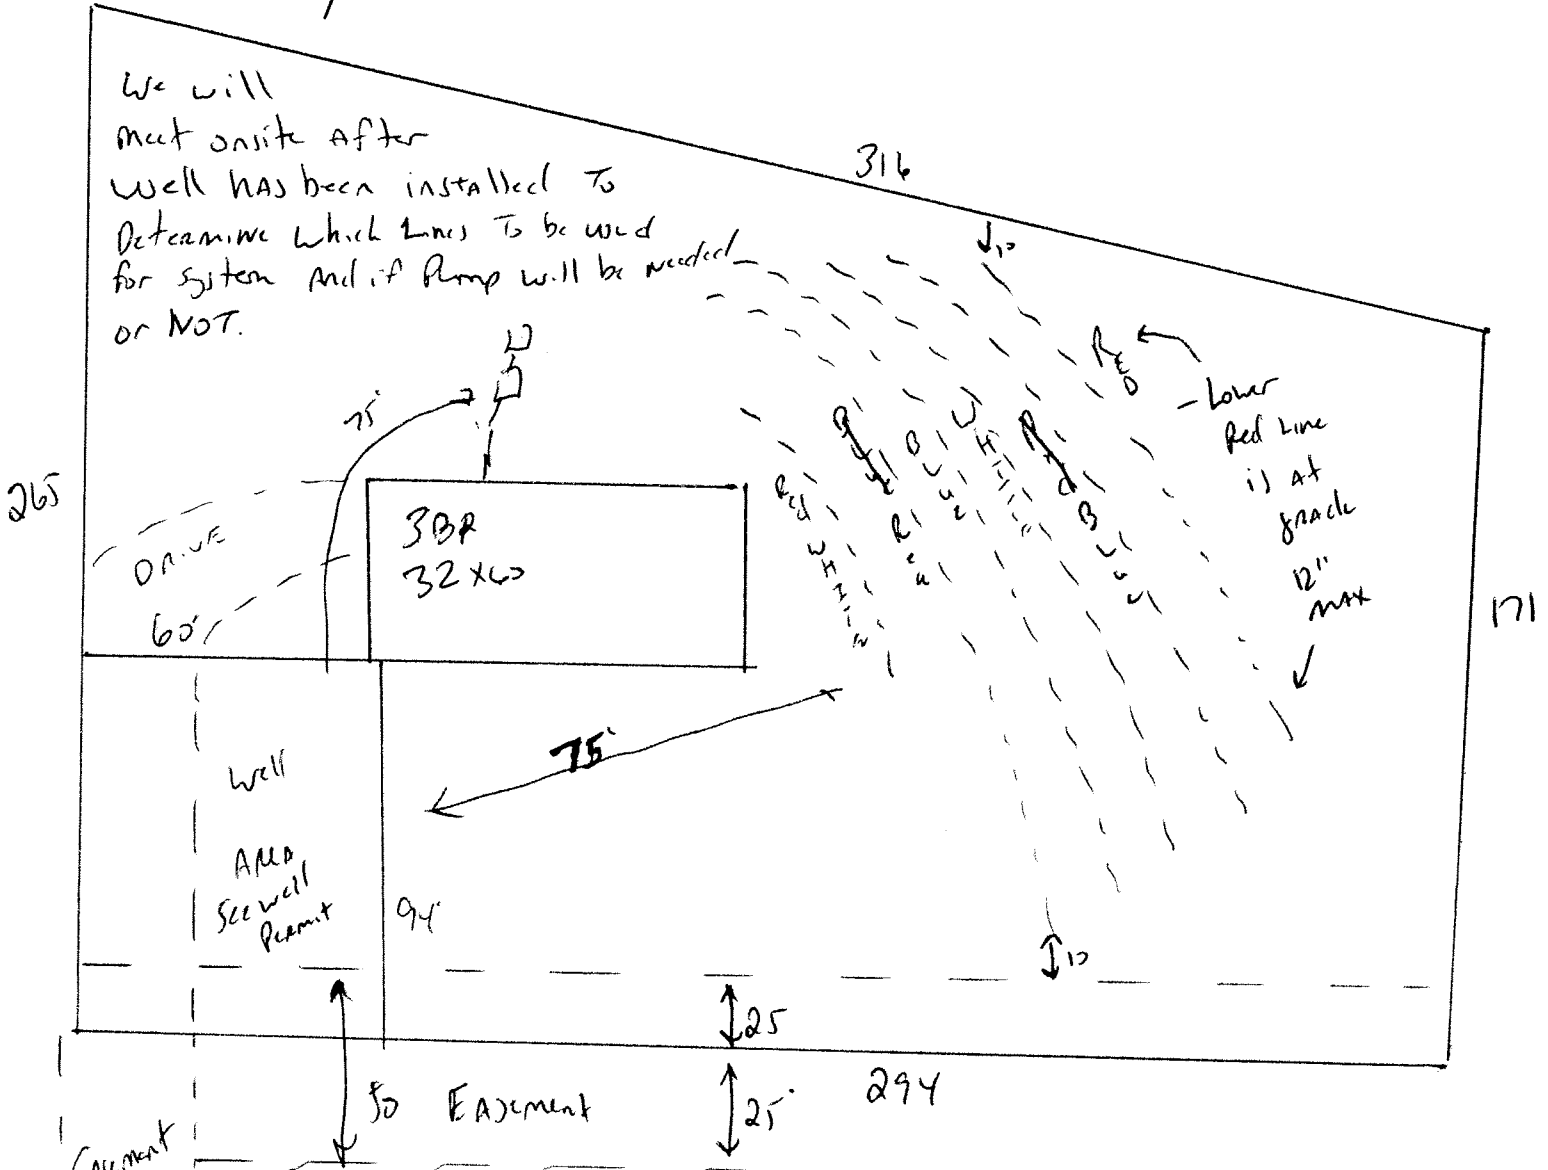 We will
meet onsite After
well has been installed To
Determine which Lines To be used
for system And if Pump will be needed
or NOT.
316
10
RED
- Lower
Red Line
is At
grade
12"
MAX
75'
265
DRIVE
3BR
32x60
60'
Red
WHITE
Blue
Red
Blue
WHITE
Red
Blue
171
75'
Well
Area
See well
Permit
94'
10
25
294
50 Easement
25'
Easement